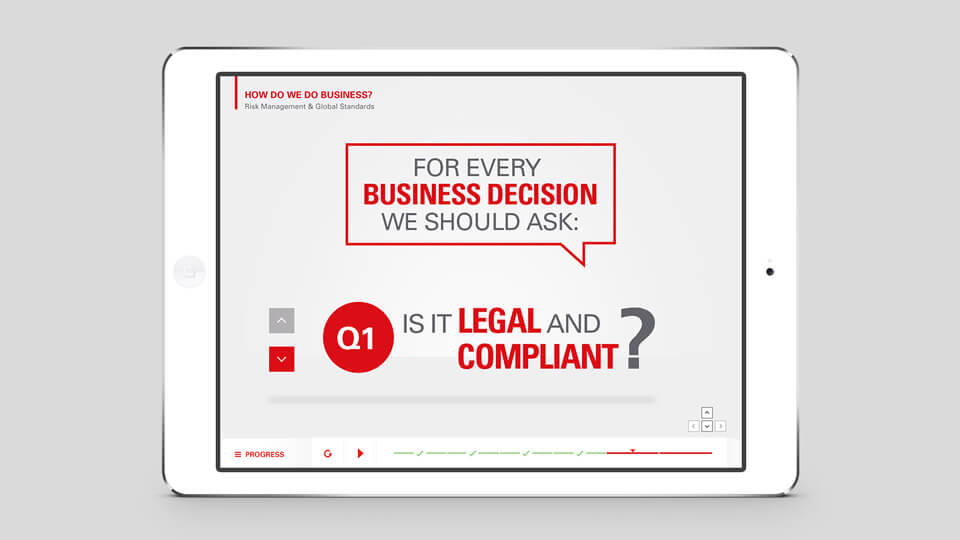 HOW DO WE DO BUSINESS?
Risk Management & Global Standards
FOR EVERY
BUSINESS DECISION
WE SHOULD ASK:
Q1
IS IT LEGAL AND
COMPLIANT?
PROGRESS